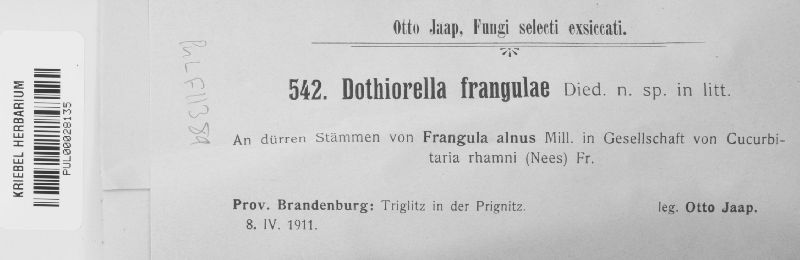 Otto Jaap, Fungi selecti exsiccati.
542. Dothiorella frangulae Died. n. sp. in litt.
An dürren Stämmen von Frangula alnus Mill. in Gesellschaft von Cucurbi-
taria rhamni (Nees) Fr.
Prov. Brandenburg: Triglitz in der Prignitz. leg. Otto Jaap.
8. IV. 1911.
KRIEBEL HERBARIUM
PUL00028135
PuL F11389